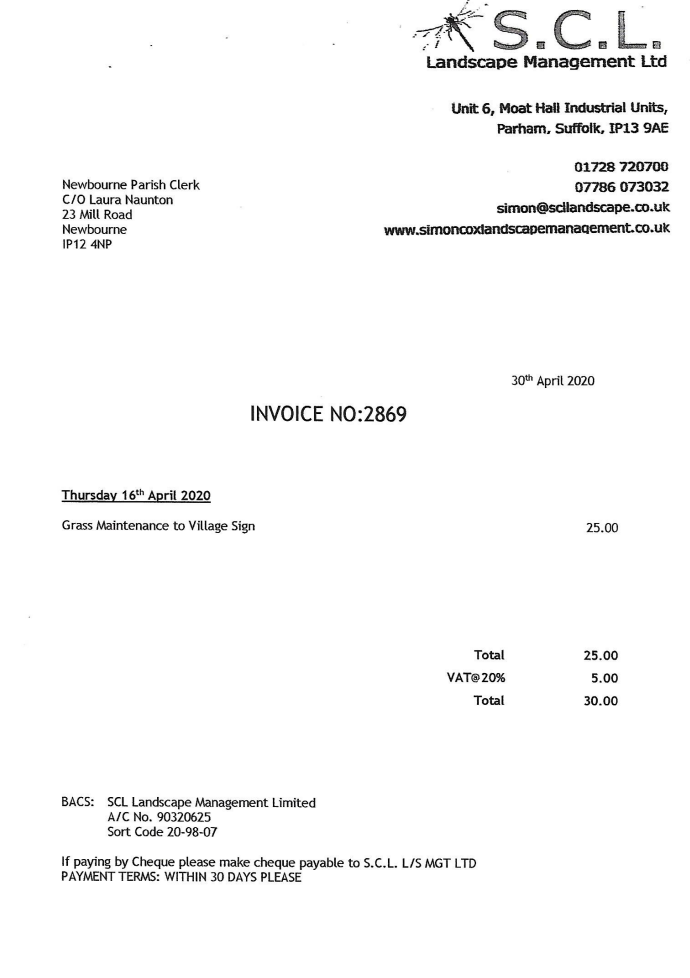 S.C.L.
Landscape Management Ltd
Unit 6, Moat Hall Industrial Units,
Parham, Suffolk, IP13 9AE
01728 720700
07786 073032
simon@scllandscape.co.uk
www.simoncoxlandscapemanagement.co.uk
Newbourne Parish Clerk
C/O Laura Naunton
23 Mill Road
Newbourne
IP12 4NP
30th April 2020
INVOICE NO:2869
Thursday 16th April 2020
Grass Maintenance to Village Sign 25.00
Total 25.00
VAT@20% 5.00
Total 30.00
BACS: SCL Landscape Management Limited
A/C No. 90320625
Sort Code 20-98-07
If paying by Cheque please make cheque payable to S.C.L. L/S MGT LTD
PAYMENT TERMS: WITHIN 30 DAYS PLEASE